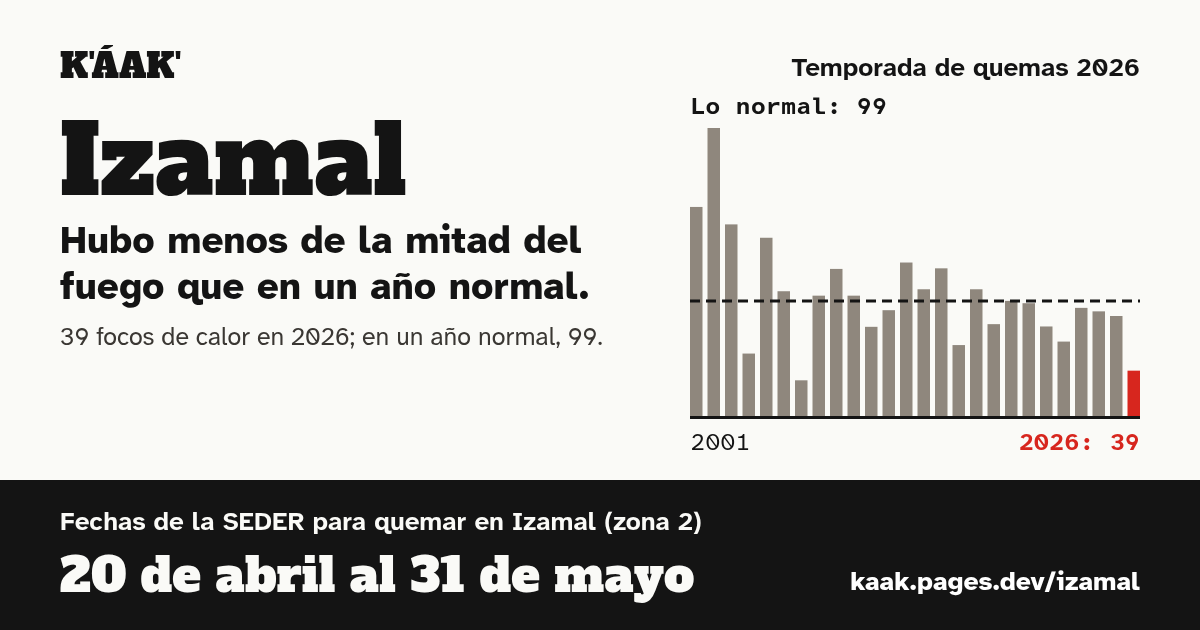 K'ÁAK'
Izamal
Hubo menos de la mitad del
fuego que en un año normal.
39 focos de calor en 2026; en un año normal, 99.
Temporada de quemas 2026
Lo normal: 99
2001
2026: 39
Fechas de la SEDER para quemar en Izamal (zona 2)
20 de abril al 31 de mayo
kaak.pages.dev/izamal